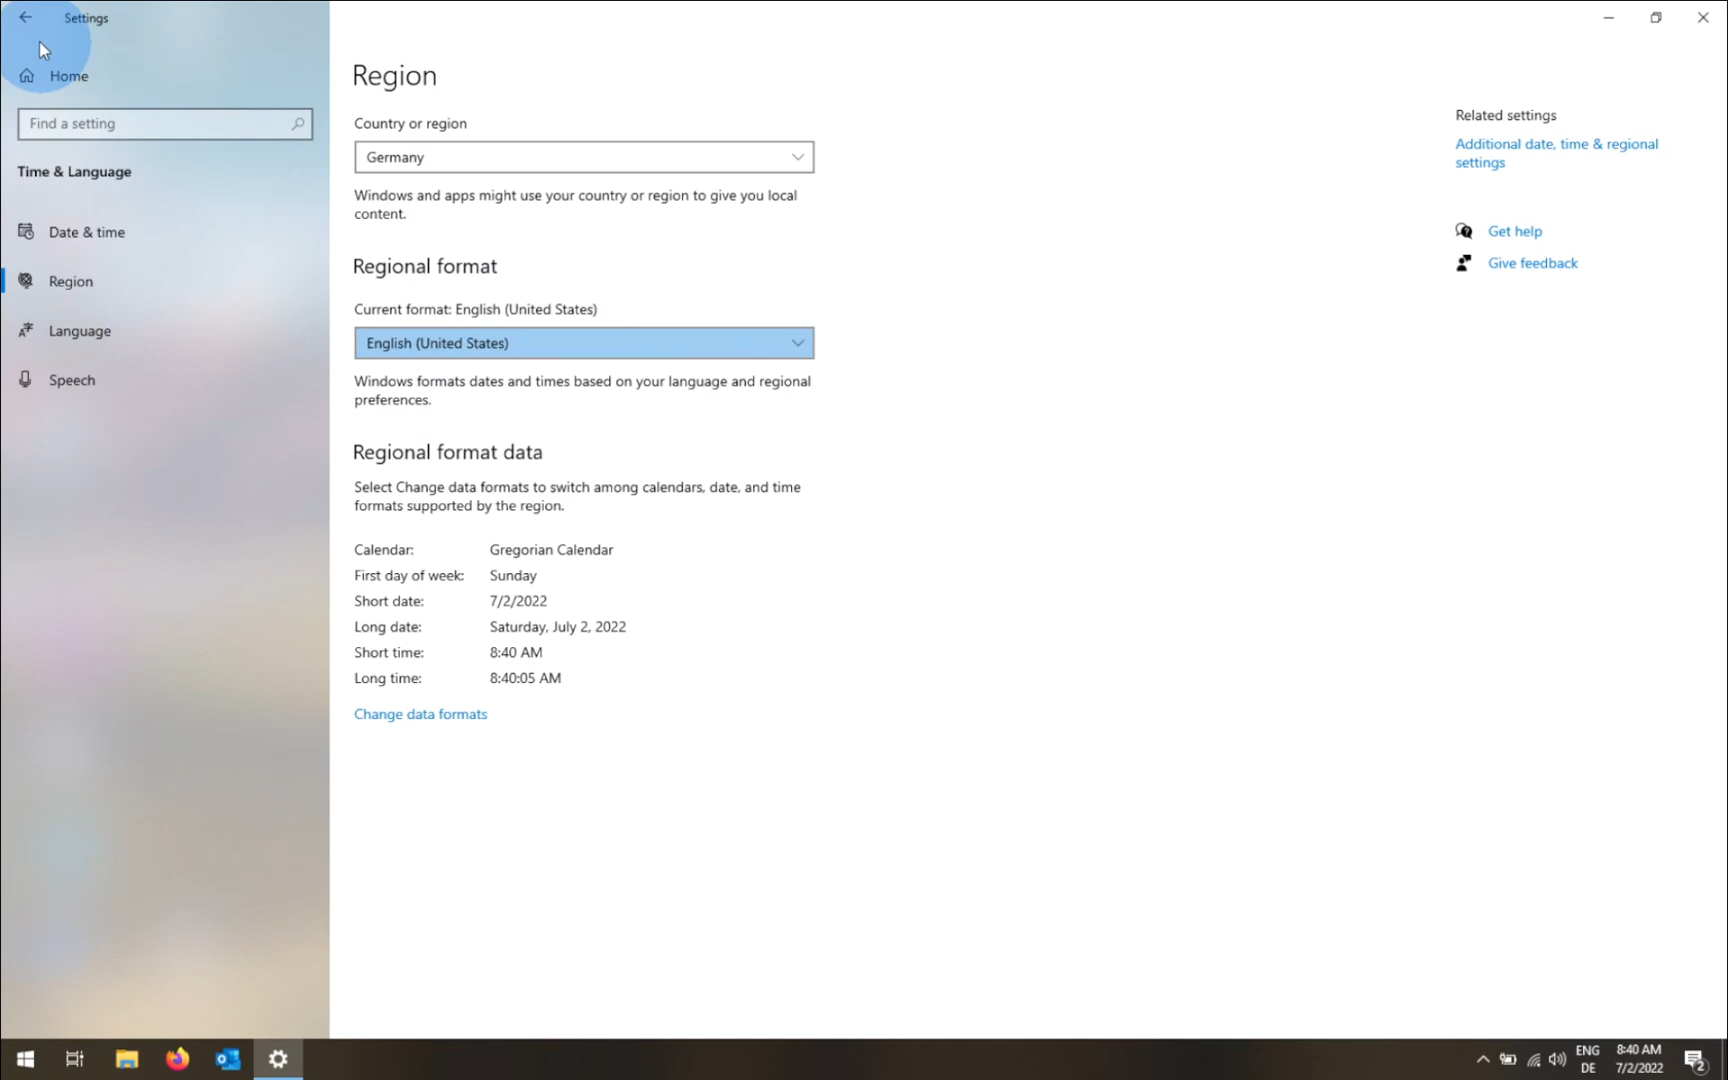 Settings
Home
Find a setting
Time & Language
Date & time
Region
Language
Speech
Region
Country or region
Germany
Windows and apps might use your country or region to give you local
content.
Regional format
Current format: English (United States)
English (United States)
Windows formats dates and times based on your language and regional
preferences.
Regional format data
Select Change data formats to switch among calendars, date, and time
formats supported by the region.
Calendar: Gregorian Calendar
First day of week: Sunday
Short date: 7/2/2022
Long date: Saturday, July 2, 2022
Short time: 8:40 AM
Long time: 8:40:05 AM
Change data formats
Related settings
Additional date, time & regional
settings
Get help
Give feedback
ENG 8:40 AM
DE 7/2/2022
2